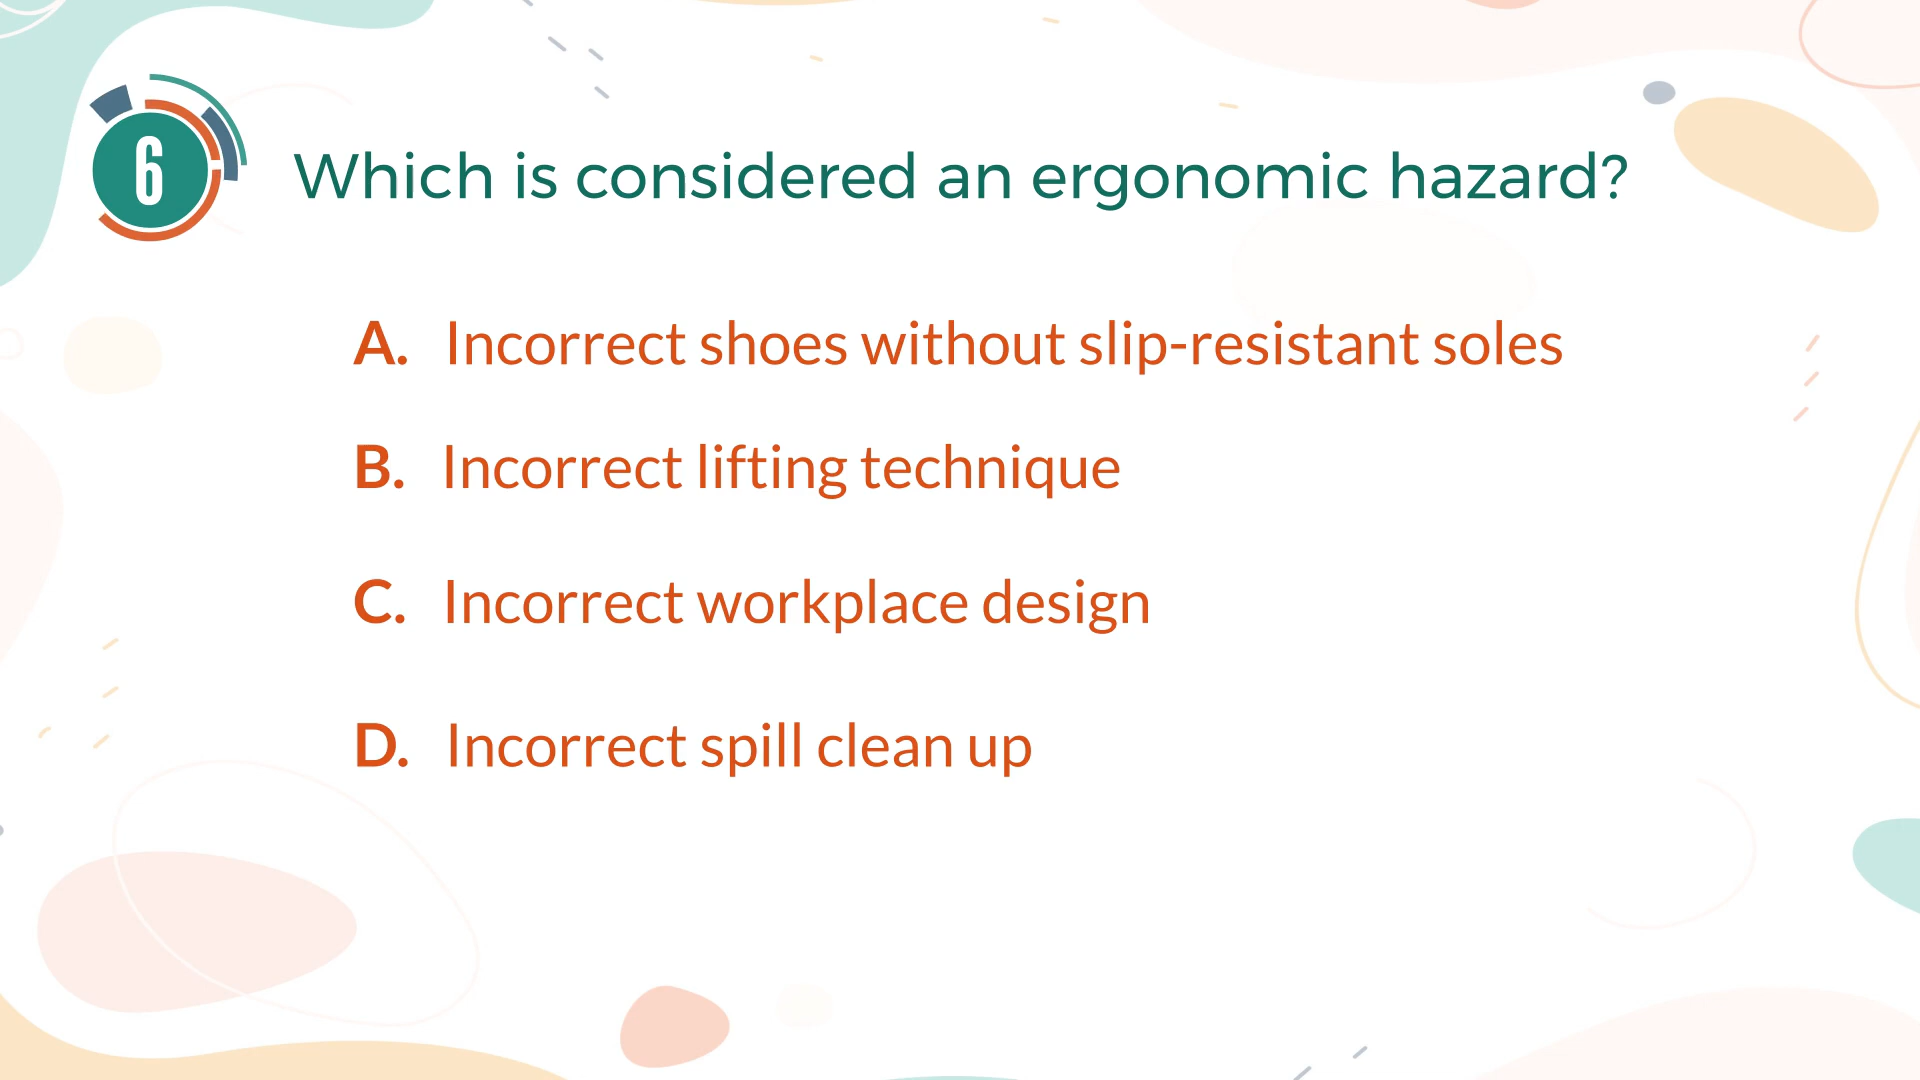 6
Which is considered an ergonomic hazard?
A. Incorrect shoes without slip-resistant soles
B. Incorrect lifting technique
C. Incorrect workplace design
D. Incorrect spill clean up